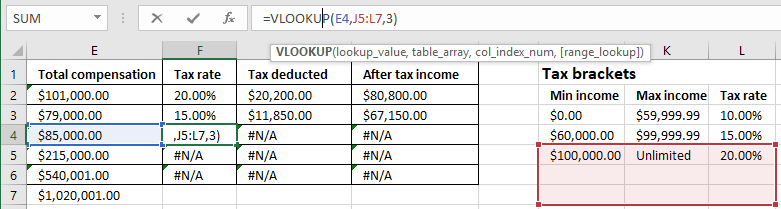 SUM =VLOOKUP(E4,J5:L7,3)
VLOOKUP(lookup_value, table_array, col_index_num, [range_lookup])
E F K L
1 Total compensation Tax rate Tax deducted After tax income Tax brackets
2 $101,000.00 20.00% $20,200.00 $80,800.00 Min income Max income Tax rate
3 $79,000.00 15.00% $11,850.00 $67,150.00 $0.00 $59,999.99 10.00%
4 $85,000.00 ,J5:L7,3) #N/A #N/A $60,000.00 $99,999.99 15.00%
5 $215,000.00 #N/A #N/A #N/A $100,000.00 Unlimited 20.00%
6 $540,001.00 #N/A #N/A #N/A
7 $1,020,001.00